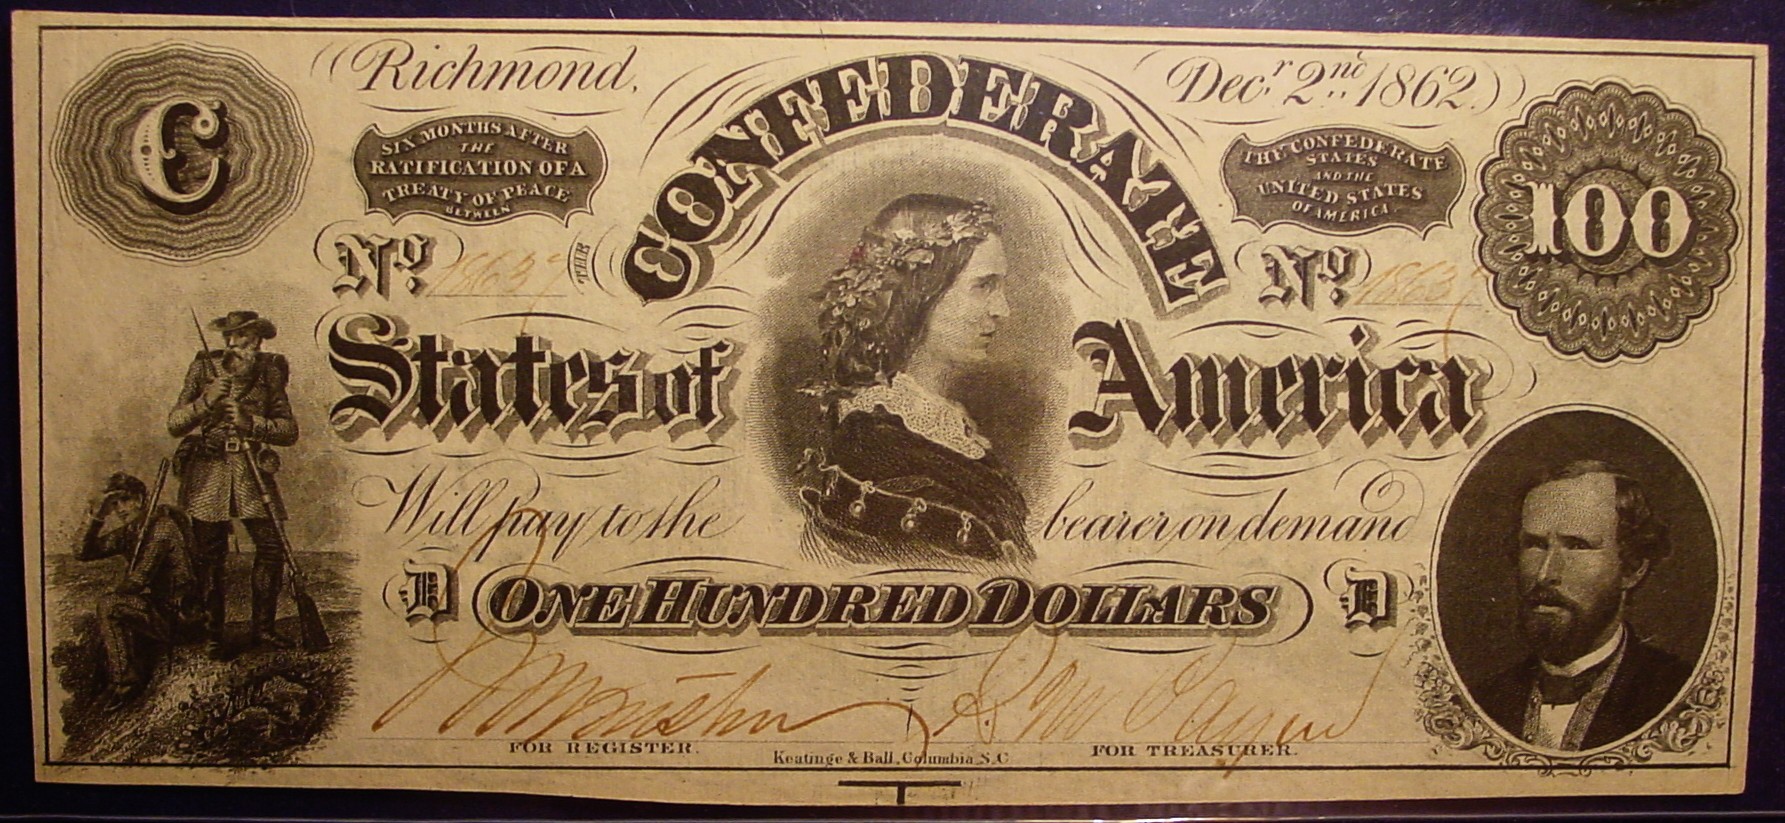 C
Richmond,
Decr. 2nd 1862.
SIX MONTHS AFTER
THE
RATIFICATION OF A
TREATY OF PEACE
BETWEEN
THE CONFEDERATE
STATES
AND THE
UNITED STATES
OF AMERICA
100
No.
THE
CONFEDERATE
No.
States of America
Will pay to the bearer on demand
D ONE HUNDRED DOLLARS D
FOR REGISTER.
FOR TREASURER.
Keatinge & Ball, Columbia, S.C